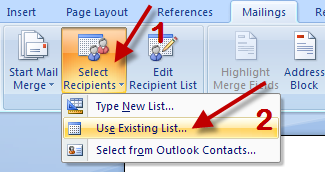 Insert Page Layout References Mailings
1
Start Mail Merge
Select Recipients
Edit Recipient List
Highlight Merge Fields
Address Block
Type New List...
Use Existing List...
2
Select from Outlook Contacts...